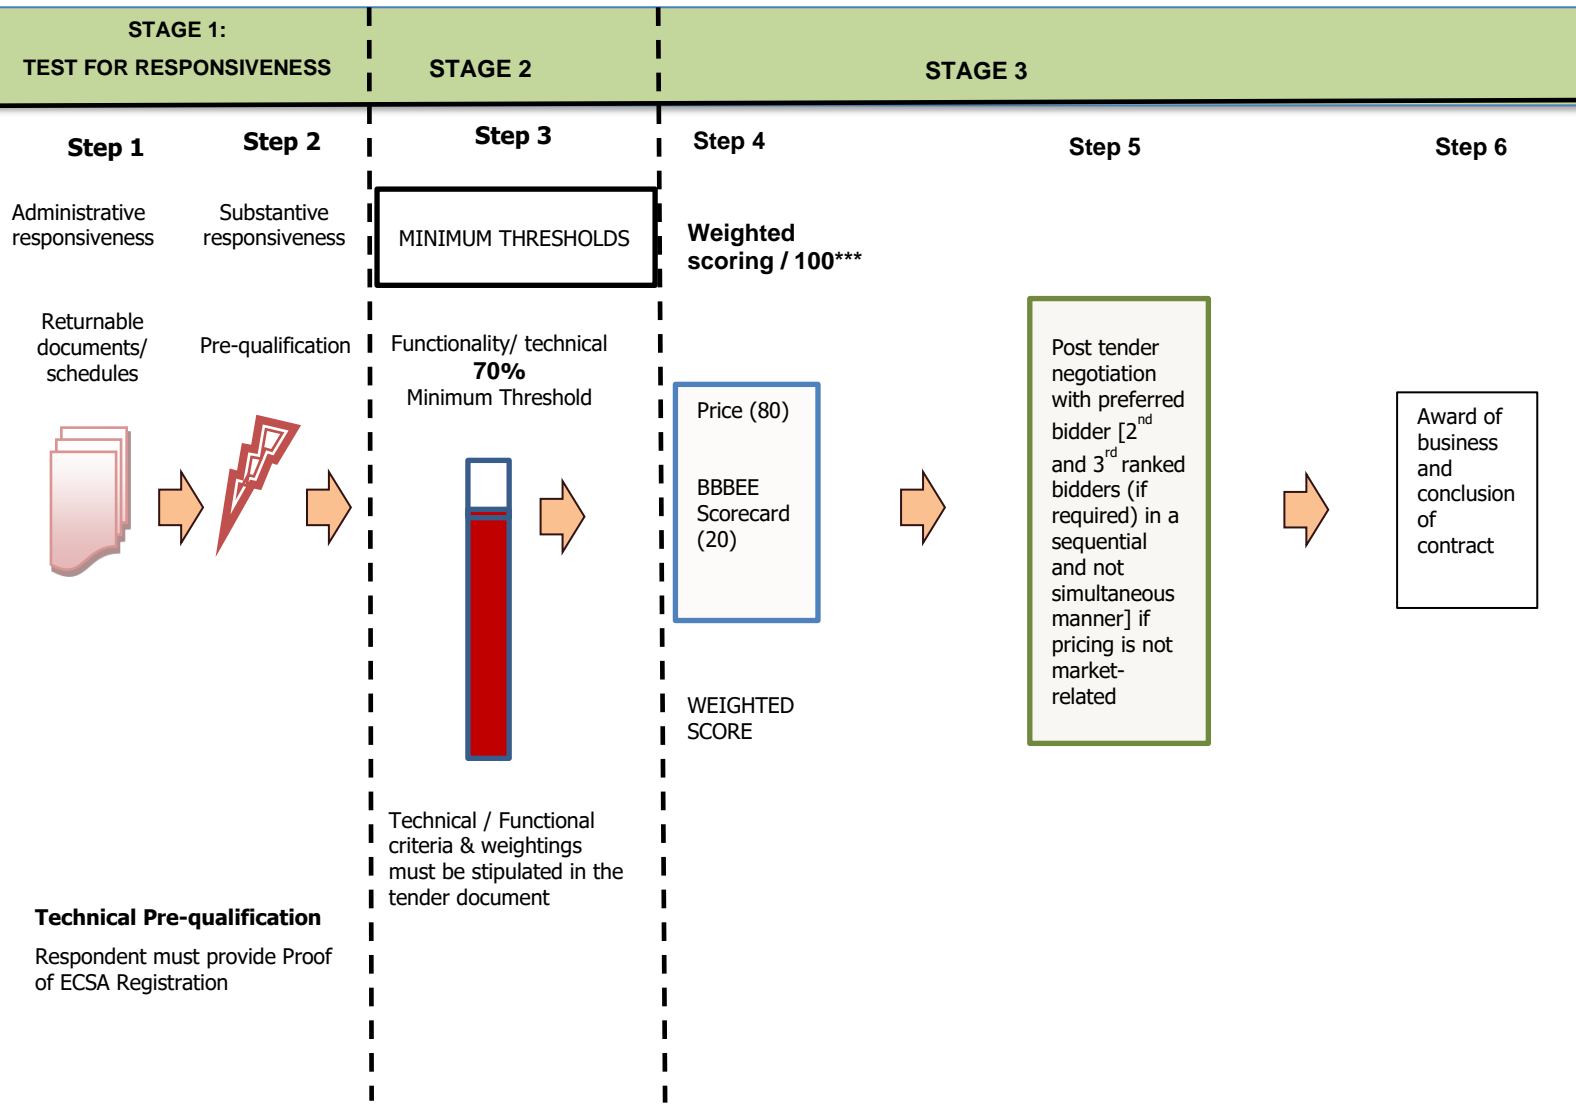 STAGE 1:
TEST FOR RESPONSIVENESS
STAGE 2
STAGE 3
Step 1
Step 2
Step 3
Step 4
Step 5
Step 6
Administrative
responsiveness
Substantive
responsiveness
MINIMUM THRESHOLDS
Weighted
scoring / 100***
Returnable
documents/
schedules
Pre-qualification
Functionality/ technical
70%
Minimum Threshold
Price (80)
BBBEE
Scorecard
(20)
WEIGHTED
SCORE
Post tender
negotiation
with preferred
bidder [2nd
and 3rd ranked
bidders (if
required) in a
sequential
and not
simultaneous
manner] if
pricing is not
market-
related
Award of
business
and
conclusion
of
contract
Technical / Functional
criteria & weightings
must be stipulated in the
tender document
Technical Pre-qualification
Respondent must provide Proof
of ECSA Registration